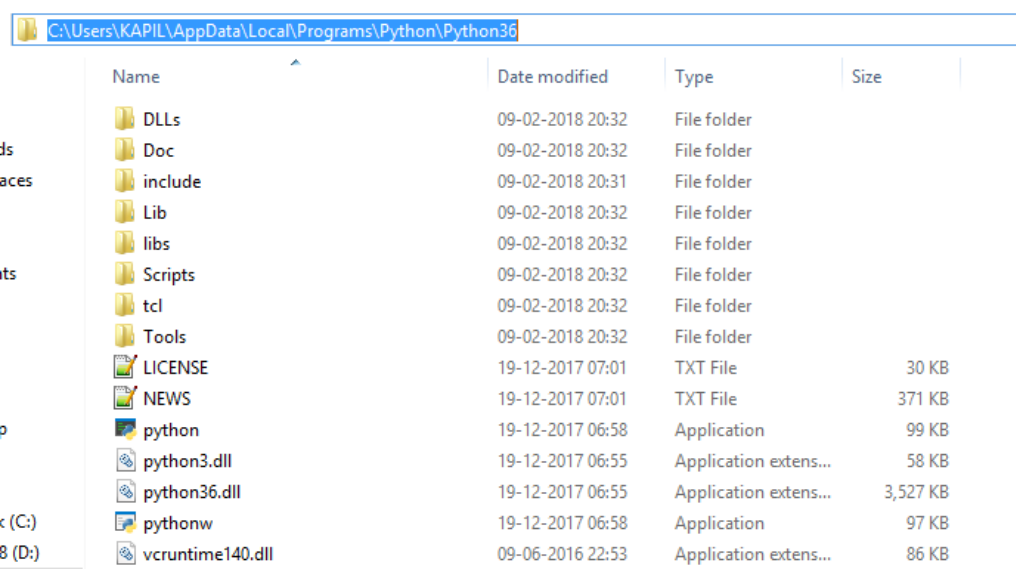 C:\Users\KAPIL\AppData\Local\Programs\Python\Python36
Name Date modified Type Size
DLLs 09-02-2018 20:32 File folder
Doc 09-02-2018 20:32 File folder
ds
include 09-02-2018 20:31 File folder
aces
Lib 09-02-2018 20:32 File folder
libs 09-02-2018 20:32 File folder
Scripts 09-02-2018 20:32 File folder
nts
tcl 09-02-2018 20:32 File folder
Tools 09-02-2018 20:32 File folder
LICENSE 19-12-2017 07:01 TXT File 30 KB
NEWS 19-12-2017 07:01 TXT File 371 KB
python 19-12-2017 06:58 Application 99 KB
p
python3.dll 19-12-2017 06:55 Application extens... 58 KB
python36.dll 19-12-2017 06:55 Application extens... 3,527 KB
pythonw 19-12-2017 06:58 Application 97 KB
k (C:)
vcruntime140.dll 09-06-2016 22:53 Application extens... 86 KB
8 (D:)